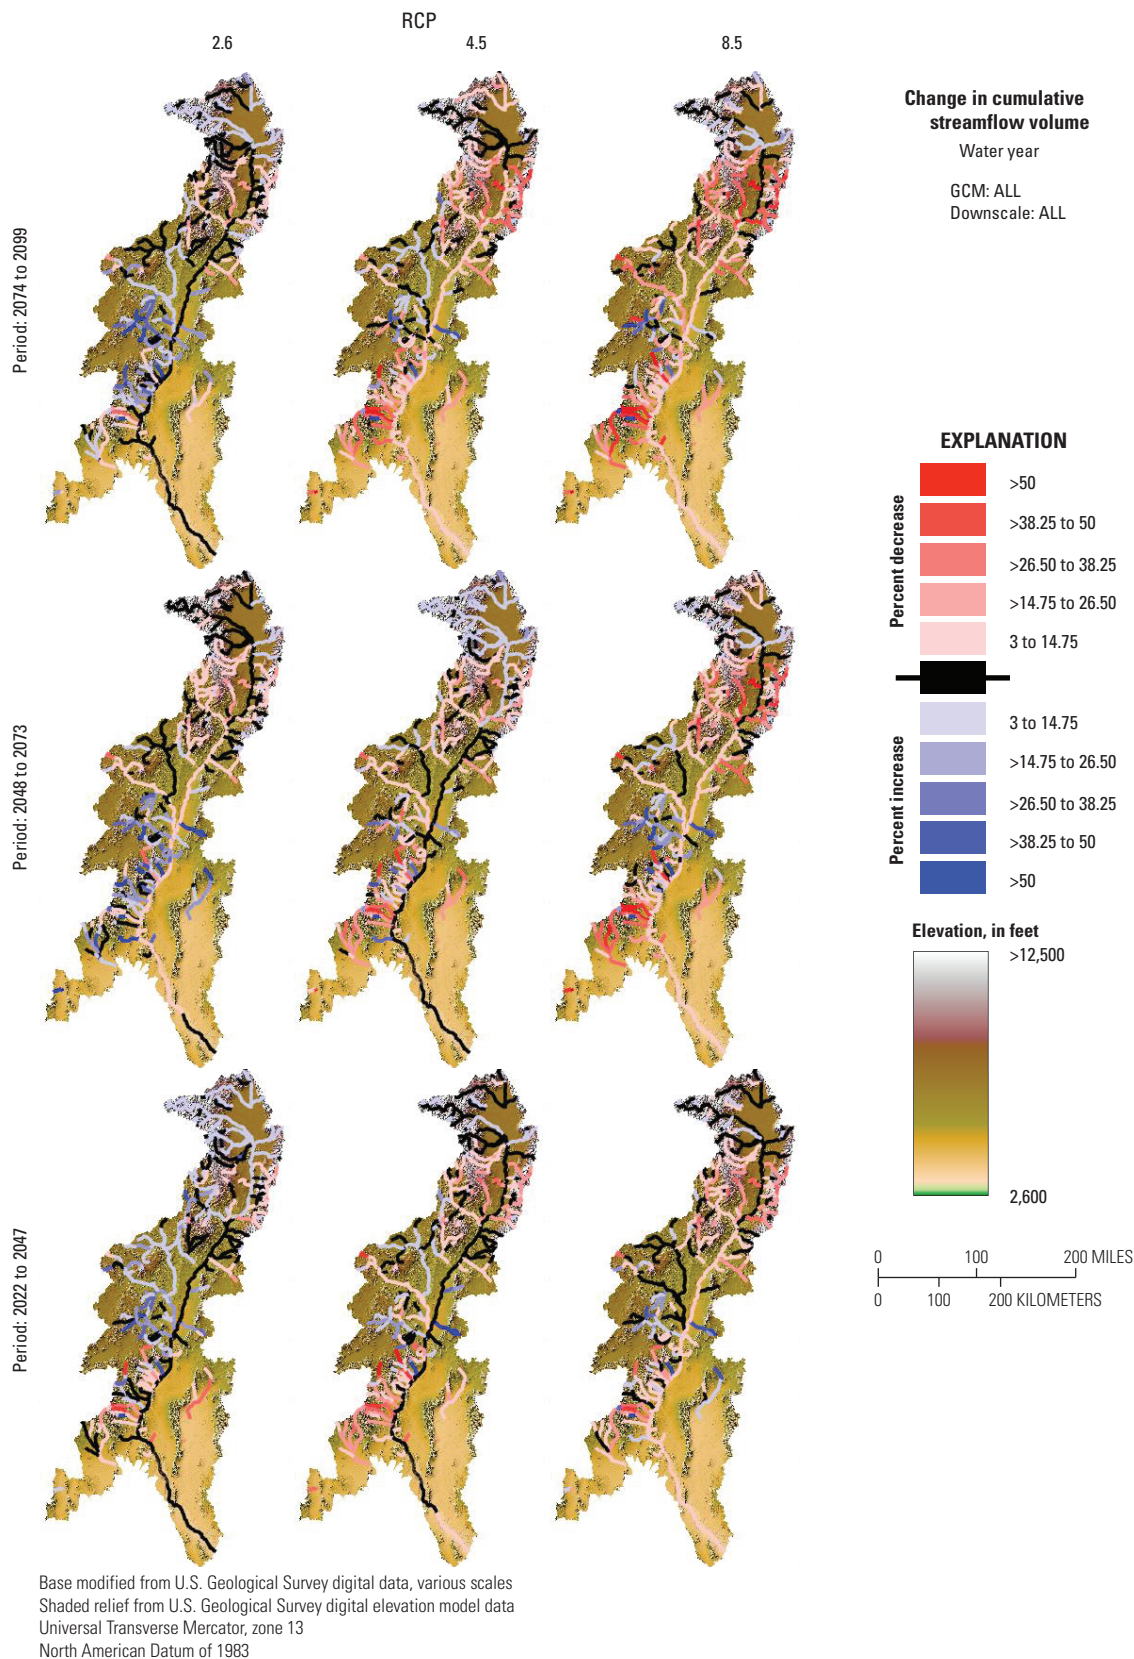 RCP
2.6
4.5
8.5
Change in cumulative
streamflow volume
Water year
GCM: ALL
Downscale: ALL
Period: 2074 to 2099
Period: 2048 to 2073
Period: 2022 to 2047
EXPLANATION
Percent decrease
>50
>38.25 to 50
>26.50 to 38.25
>14.75 to 26.50
3 to 14.75
Percent increase
3 to 14.75
>14.75 to 26.50
>26.50 to 38.25
>38.25 to 50
>50
Elevation, in feet
>12,500
2,600
0 100 200 MILES
0 100 200 KILOMETERS
Base modified from U.S. Geological Survey digital data, various scales
Shaded relief from U.S. Geological Survey digital elevation model data
Universal Transverse Mercator, zone 13
North American Datum of 1983